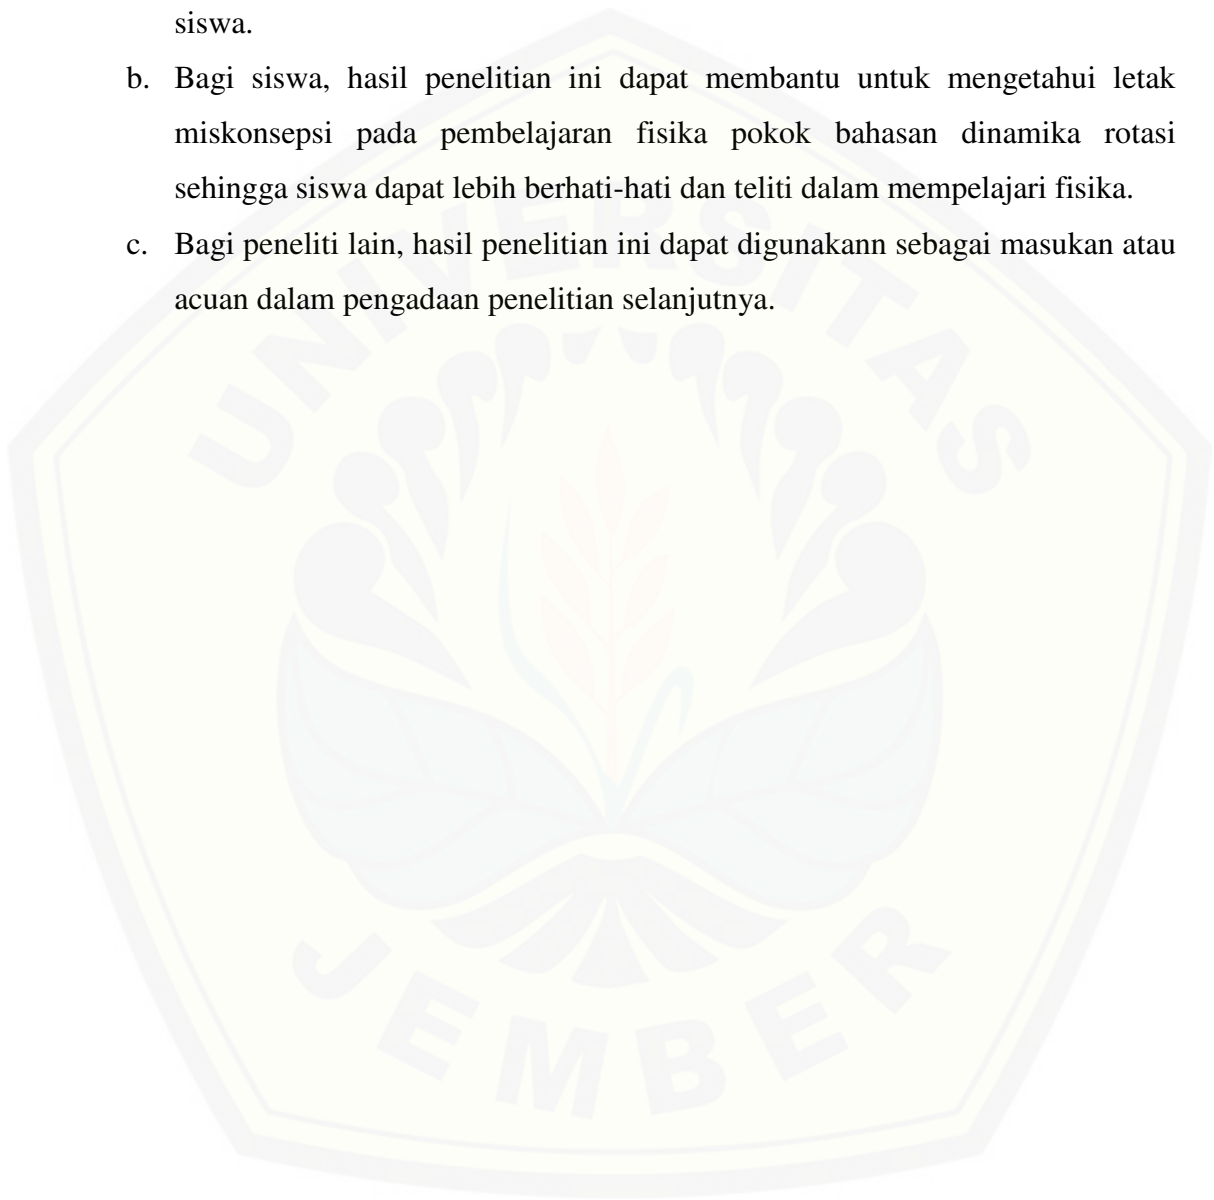 siswa.
b. Bagi siswa, hasil penelitian ini dapat membantu untuk mengetahui letak
miskonsepsi pada pembelajaran fisika pokok bahasan dinamika rotasi
sehingga siswa dapat lebih berhati-hati dan teliti dalam mempelajari fisika.
c. Bagi peneliti lain, hasil penelitian ini dapat digunakann sebagai masukan atau
acuan dalam pengadaan penelitian selanjutnya.
UNIVERSITAS
JEMBER